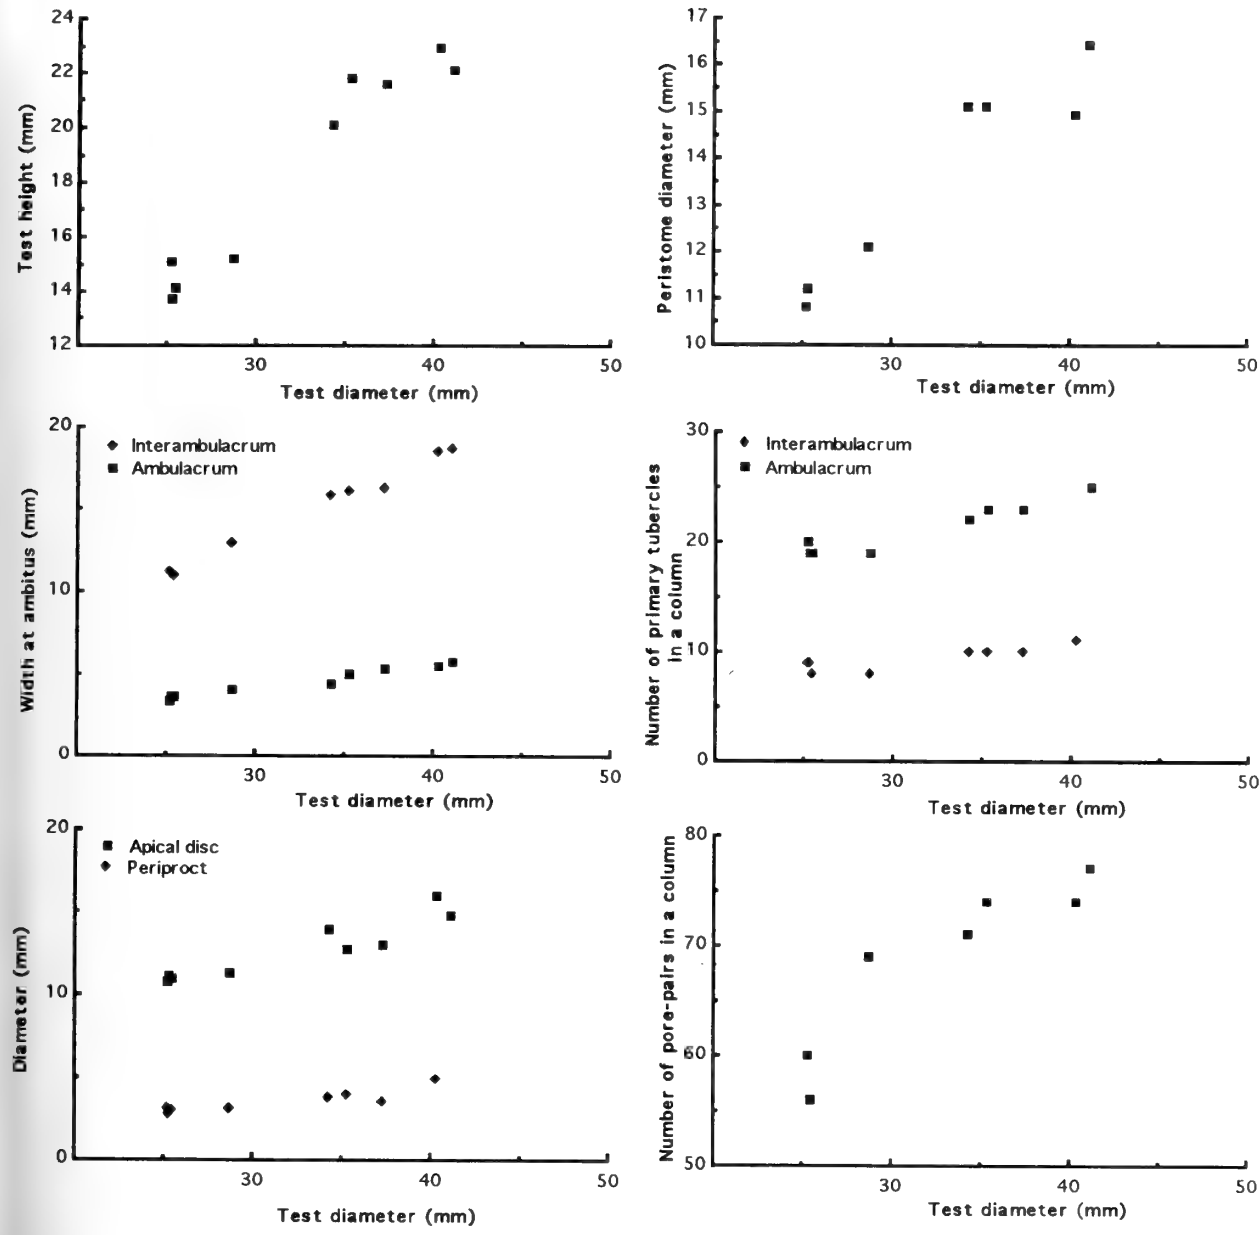 24
22
20
18
16
14
12
Test height (mm)
30
40
50
Test diameter (mm)
17
16
15
14
13
12
11
10
Peristome diameter (mm)
30
40
50
Test diameter (mm)
20
10
0
Width at ambitus (mm)
Interambulacrum
Ambulacrum
30
40
50
Test diameter (mm)
30
20
10
0
Number of primary tubercles
in a column
Interambulacrum
Ambulacrum
30
40
50
Test diameter (mm)
20
10
0
Diameter (mm)
Apical disc
Periproct
30
40
50
Test diameter (mm)
80
70
60
50
Number of pore-pairs in a column
30
40
50
Test diameter (mm)